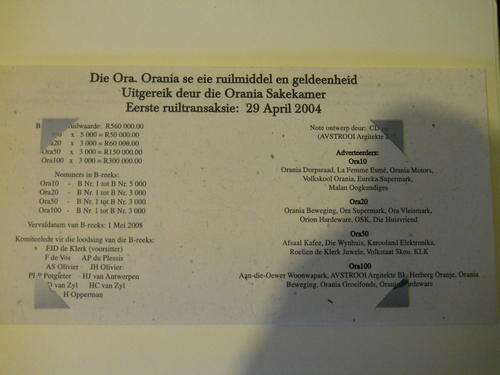 Die Ora. Orania se eie ruilmiddel en geldeenheid
Uitgereik deur die Orania Sakekamer
Eerste ruiltransaksie: 29 April 2004
B ruilwaarde: R560 000.00
x 5 000 = R50 000.00
x 3 000 = R60 000.00
Ora50 x 3 000 = R150 000.00
Ora100 x 3 000 = R300 000.00
Nommers in B-reeks:
Ora10 - B Nr. 1 tot B Nr. 5 000
Ora20 - B Nr. 1 tot B Nr. 3 000
Ora50 - B Nr. 1 tot B Nr. 3 000
Ora100 - B Nr. 1 tot B Nr. 3 000
Vervaldatum van B-reeks: 1 Mei 2008
Komiteelede vir die loodsing van die B-reeks:
FJD de Klerk (voorsitter)
F de Vos AP du Plessis
AS Olivier JH Olivier
Potgieter HJ van Antwerpen
van Zyl HC van Zyl
H Opperman
Note ontwerp deur:
(AVSTROOI Argitekte
Adverteerders:
Ora10
Orania Dorpsraad, La Femme Esmé, Orania Motors,
Volkskool Orania, Eureka Supermark,
Malan Oogkundiges
Ora20
Orania Beweging, Ora Supermark, Ora Vleismark,
Orion Hardeware, OSK, Die Huisvriend
Ora50
Afsaal Kafee, Die Wynhuis, Karooland Elektronika,
Roelien de Klerk Juwele, Volkstaat Skou, KLK
Ora100
Aan-die-Oewer Woonwapark, AVSTROOI Argitekte Bk, Herberg Oranje, Orania
Beweging, Orania Groeifonds, Hardeware